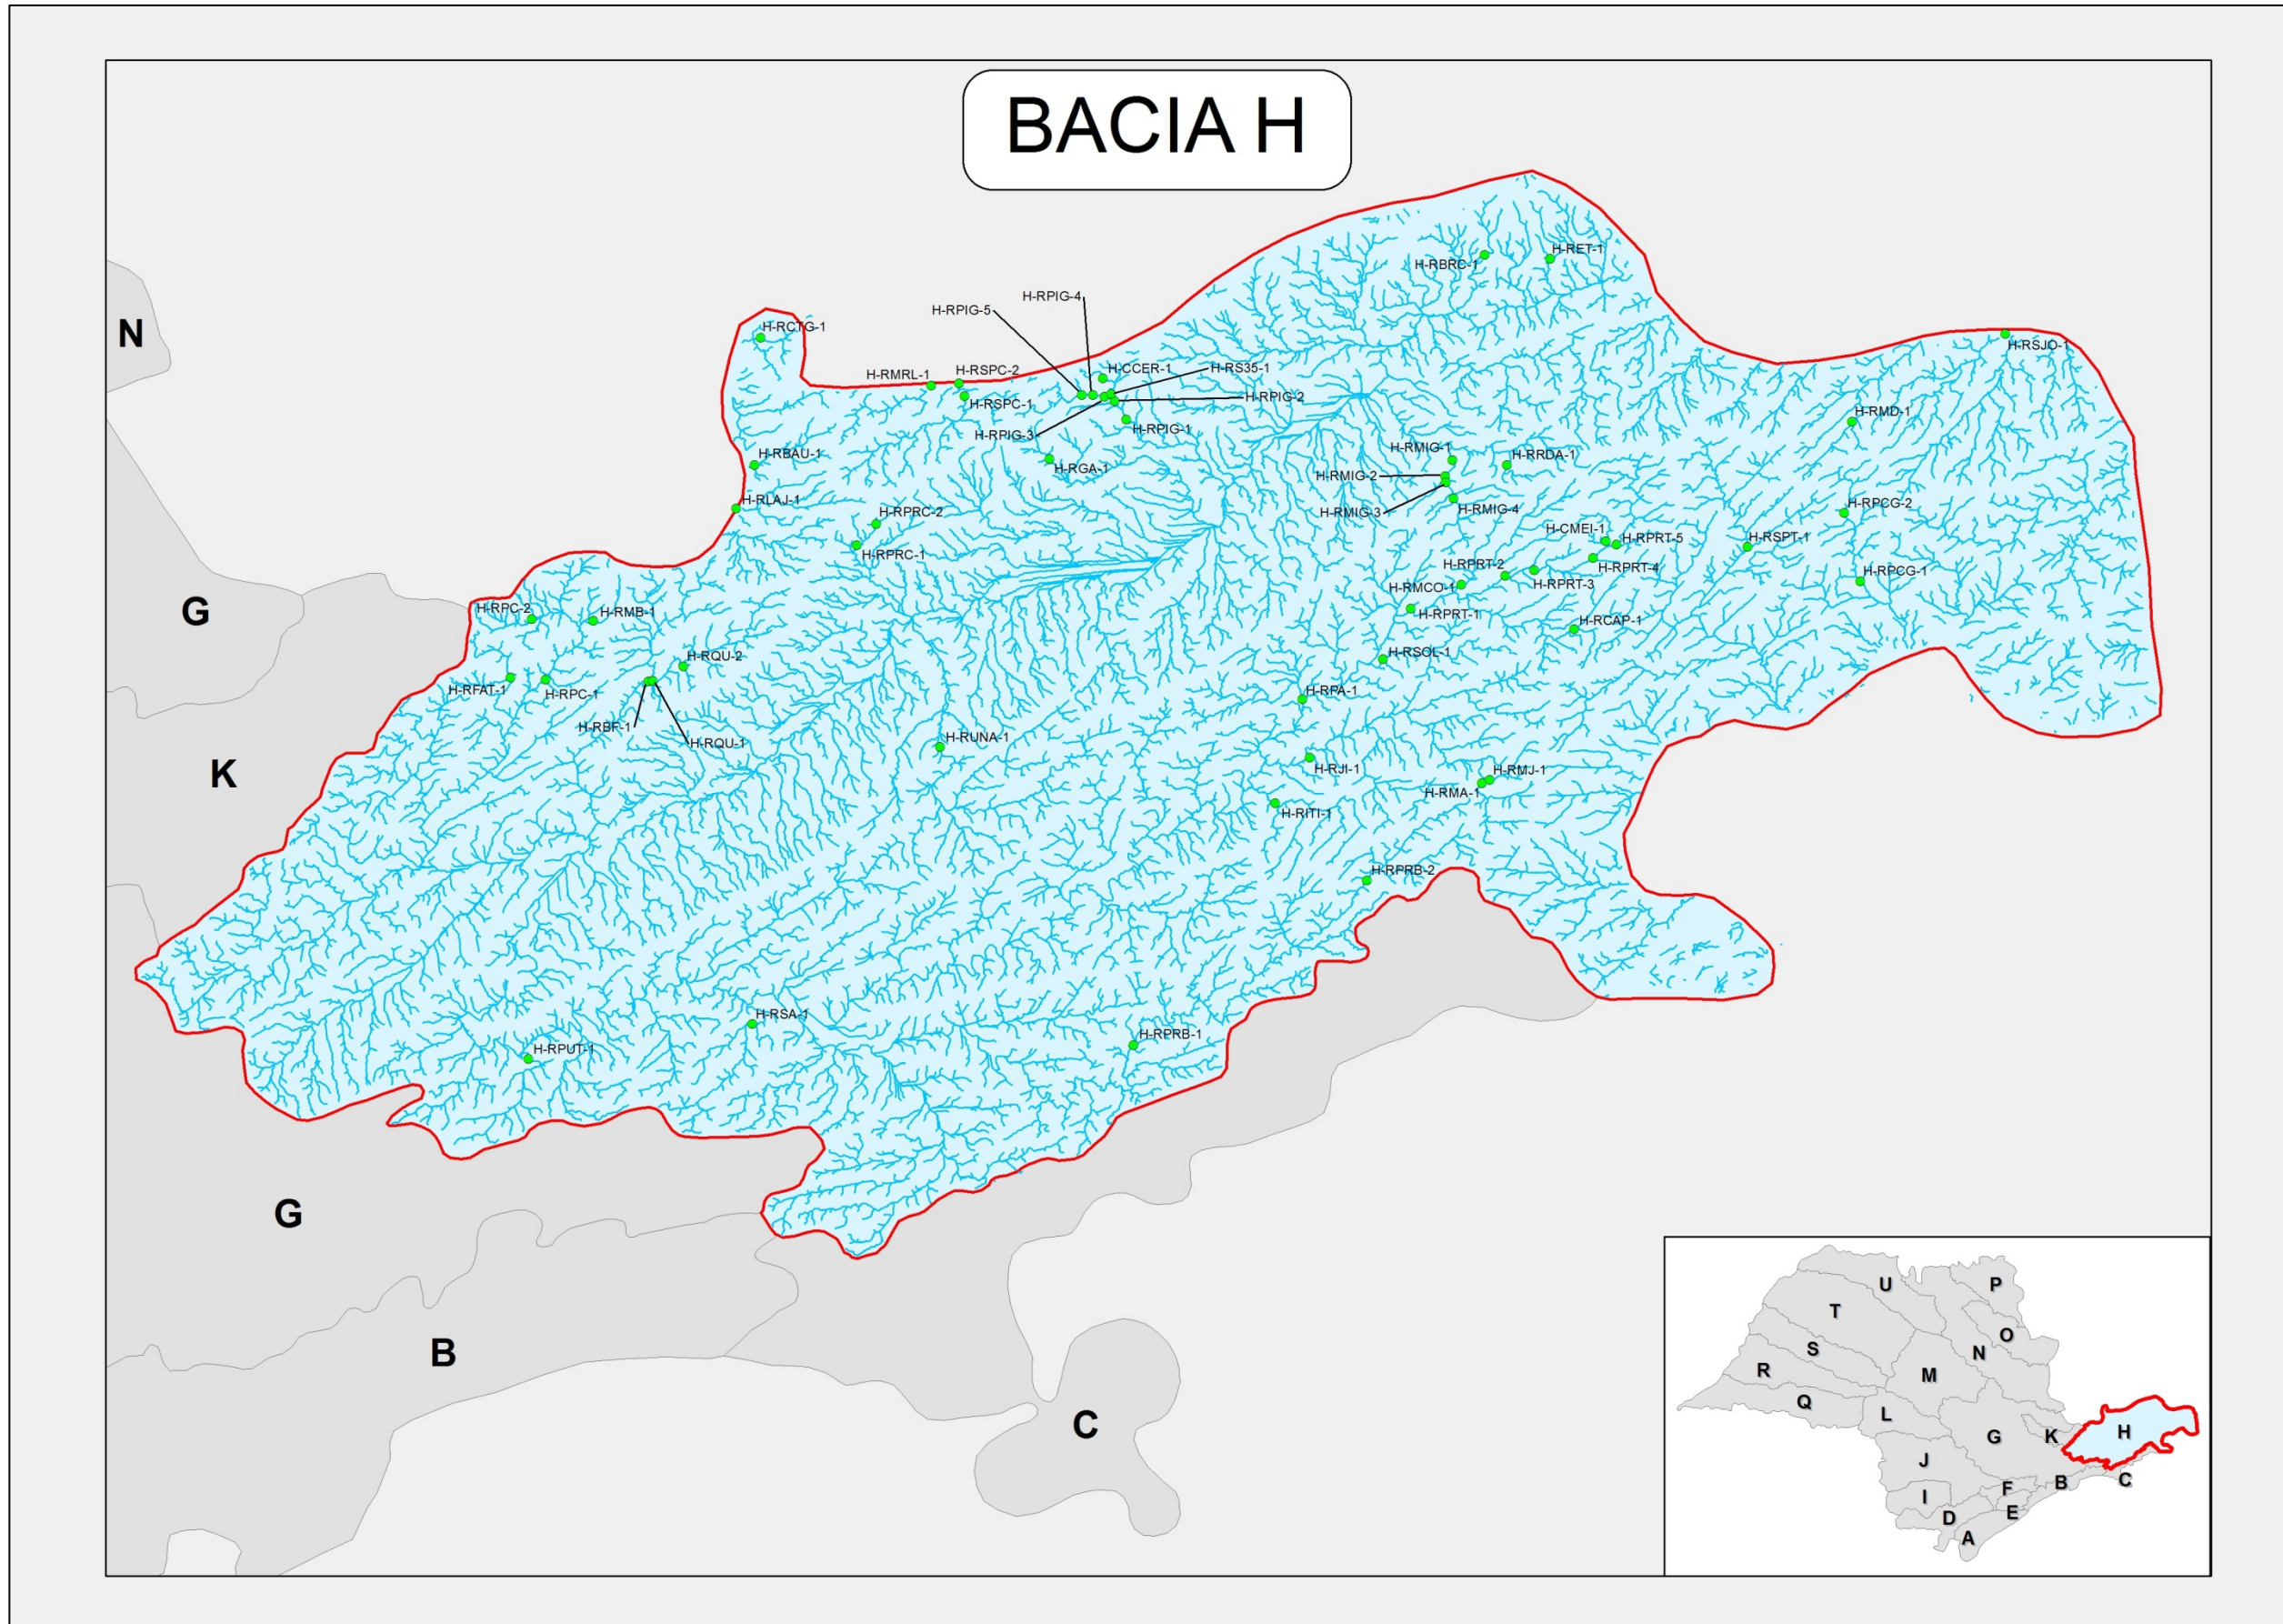 BACIA H
H-RET-1
H-RBRC-1
H-RPIG-4
H-RPIG-5
H-RCTG-1
N
H-RSJO-1
H-CCER-1
H-RS35-1
H-RMRL-1
H-RSPC-2
H-RSPC-1
H-RPIG-2
H-RMD-1
H-RPIG-3
H-RPIG-1
H-RMIG-1
H-RBAU-1
H-RGA-1
H-RRDA-1
H-RMIG-2
H-RLAJ-1
H-RPCG-2
H-RMIG-3
H-RMIG-4
H-RPRC-2
H-CMEI-1
H-RPRT-5
H-RSPT-1
H-RPRC-1
H-RPRT-2
H-RPRT-4
H-RPCG-1
H-RPRT-3
H-RMCO-1
G
H-RPC-2
H-RMB-1
H-RPRT-1
H-RCAP-1
H-RQU-2
H-RSOL-1
H-RFAT-1
H-RPC-1
H-RPA-1
H-RBF-1
H-RQU-1
H-RUNA-1
K
H-RJI-1
H-RMJ-1
H-RMA-1
H-RITI-1
H-RPRB-2
H-RSA-1
H-RPRB-1
H-RPUT-1
G
B
C
U
P
T
O
S
N
R
M
Q
L
H
G
K
J
B
C
F
I
E
D
A